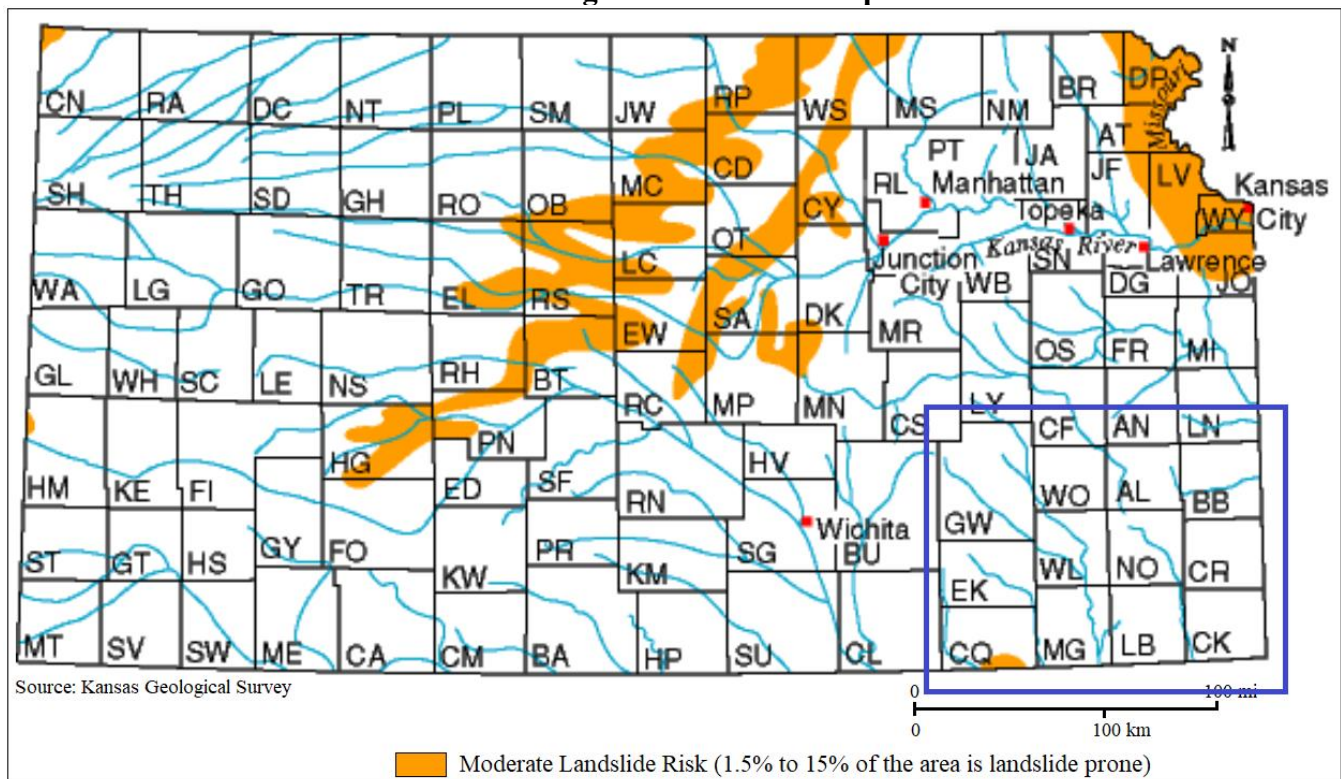 N
CN RA DC NT PL SM JW RP WS MS NM BR DP
Missouri
AT
SH TH SD GH RO OB MC CD CY RL PT JA JF LV
Manhattan
Kansas
City
WY
Topeka
Kansas River
Junction
City
Lawrence
WA LG GO TR EL RS LC OT SA DK WB SN DG JO
EW MR OS FR MI
GL WH SC LE NS RH BT RC MP MN CS LY CF AN LN
HM KE FI HG PN ED SF RN HV GW WO AL BB
Wichita
ST GT HS GY FO PR KM SG BU EK WL NO CR
KW
MT SV SW ME CA CM BA HP SU CL CQ MG LB CK
Source: Kansas Geological Survey
0 100 mi
0 100 km
Moderate Landslide Risk (1.5% to 15% of the area is landslide prone)